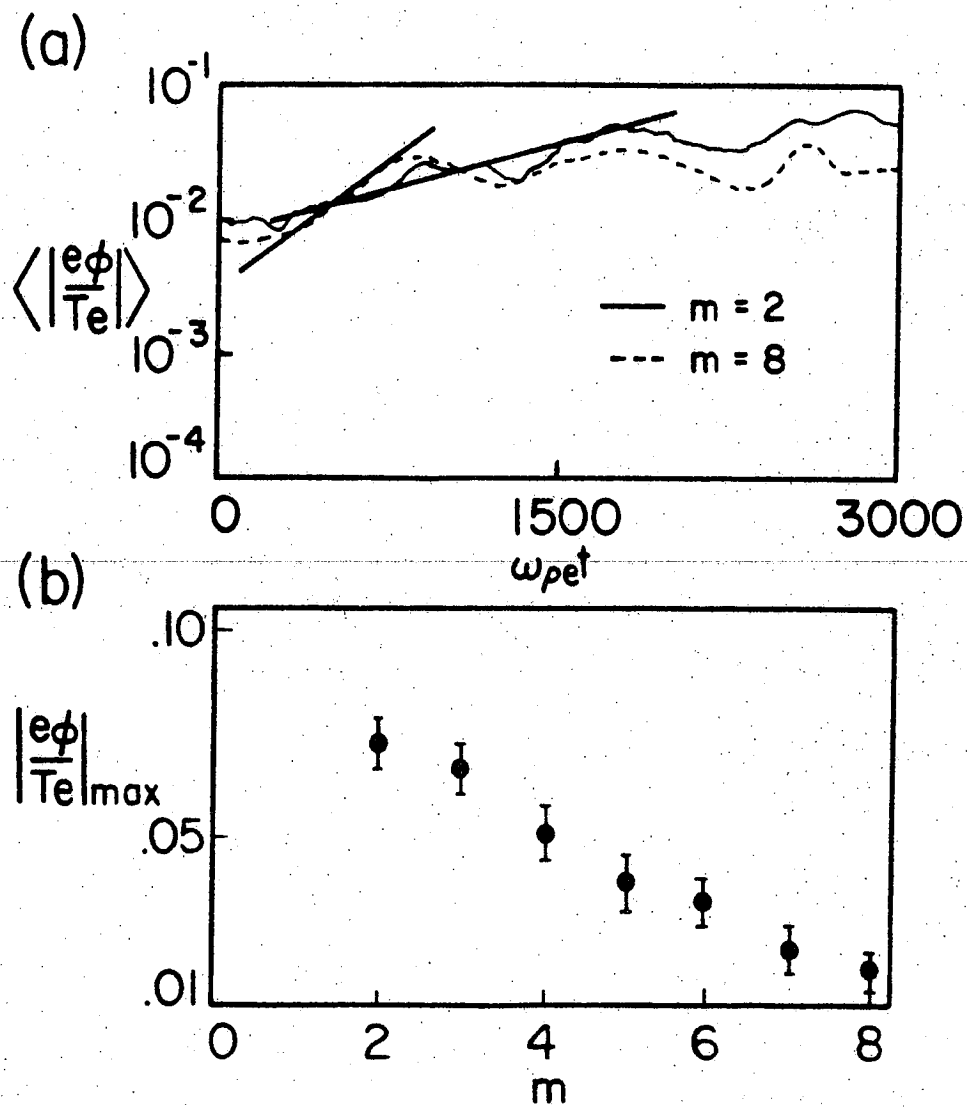 (a)
10⁻¹
10⁻²
10⁻³
10⁻⁴
⟨|eφ/Te|⟩
m = 2
m = 8
0 1500 3000
ωpet
(b)
.10
.05
.01
|eφ/Te|max
0 2 4 6 8
m